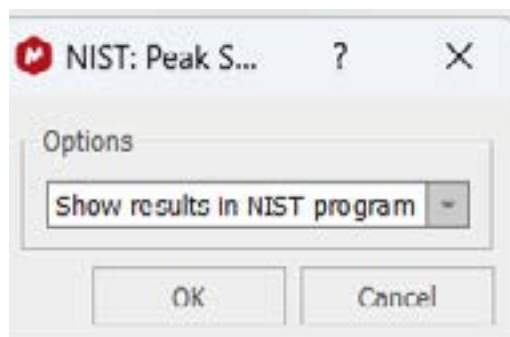 NIST: Peak S... ?
Options
Show results in NIST program
OK Cancel